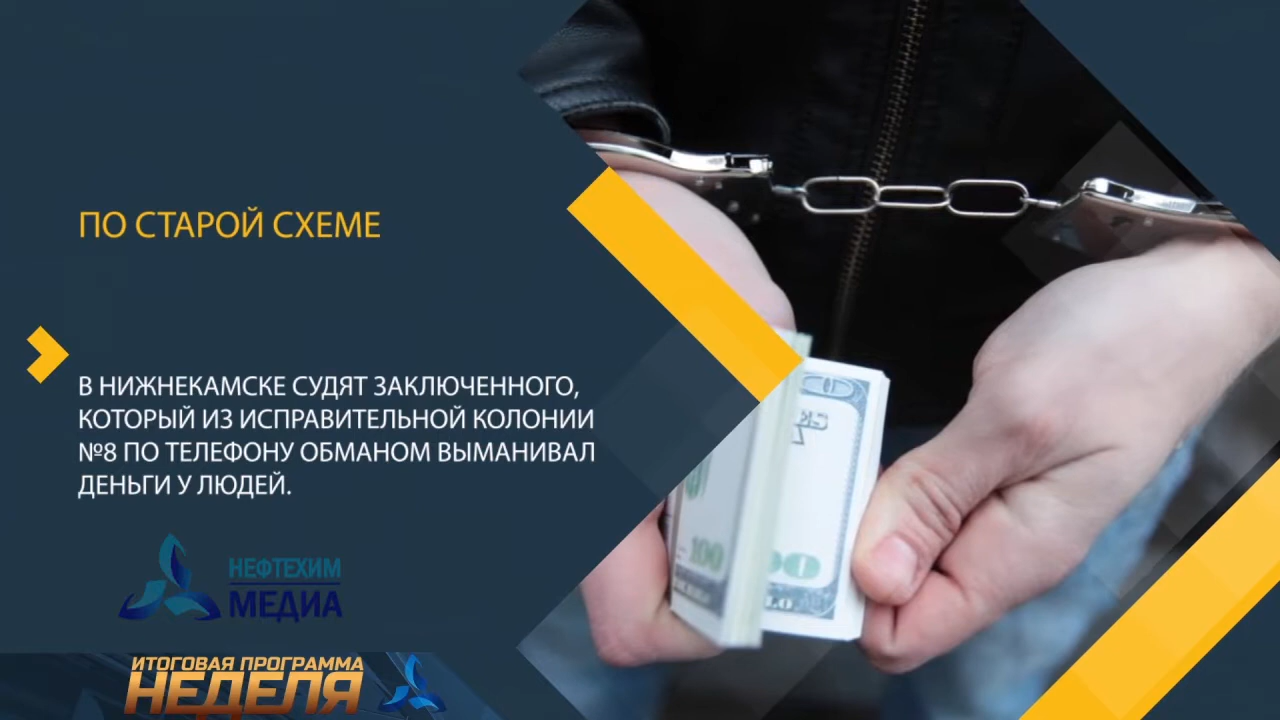 ПО СТАРОЙ СХЕМЕ
В НИЖНЕКАМСКЕ СУДЯТ ЗАКЛЮЧЕННОГО,
КОТОРЫЙ ИЗ ИСПРАВИТЕЛЬНОЙ КОЛОНИИ
№8 ПО ТЕЛЕФОНУ ОБМАНОМ ВЫМАНИВАЛ
ДЕНЬГИ У ЛЮДЕЙ.
НЕФТЕХИМ
МЕДИА
ИТОГОВАЯ ПРОГРАММА
НЕДЕЛЯ
100